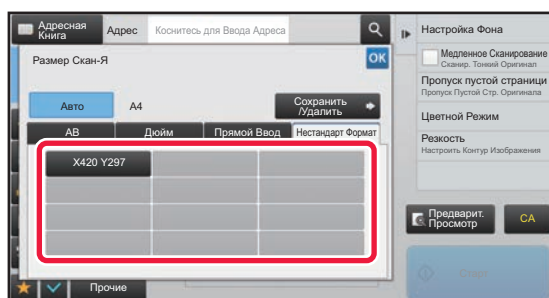 Адресная
Книга
Адрес
Коснитесь для Ввода Адреса
Размер Скан-Я
OK
Авто
A4
Сохранить
/Удалить
AB
Дюйм
Прямой Ввод
Нестандарт Формат
X420 Y297
Прочие
Настройка Фона
Медленное Сканирование
Сканир. Тонкий Оригинал
Пропуск пустой страници
Пропуск Пустой Стр. Оригинала
Цветной Режим
Резкость
Настроить Контур Изображения
Предварит.
Просмотр
CA
Старт